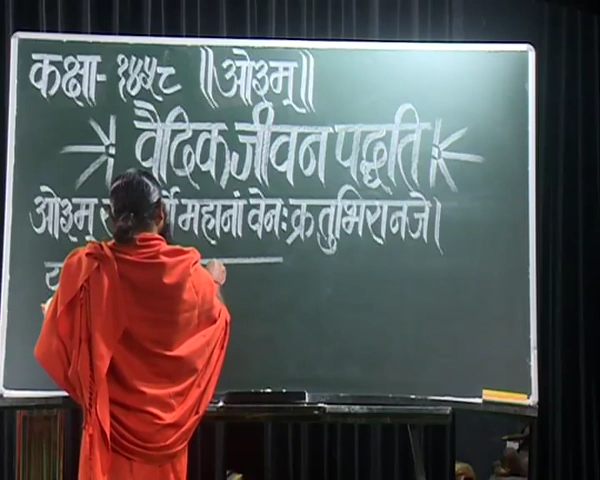 कक्षा- १४५८ ॥ओ३म्॥
वैदिक जीवन पद्धति
ओ३म् महानां वेनः क्रतुभिरानजे।